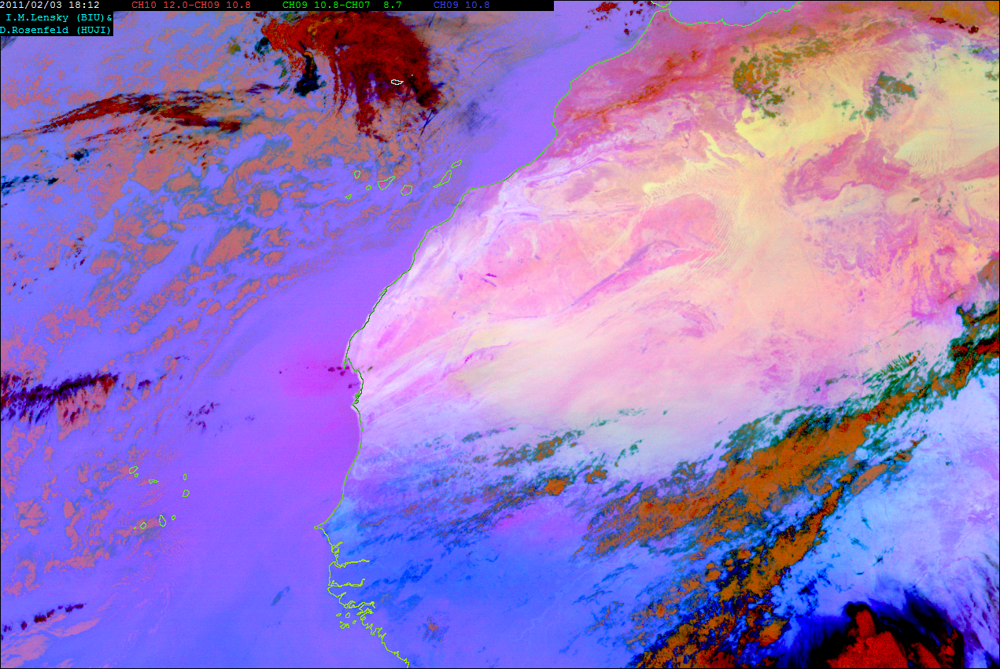 2011/02/03 18:12 CH10 12.0-CH09 10.8 CH09 10.8-CH07 8.7 CH09 10.8
I.M.Lensky (BIU)&
D.Rosenfeld (HUJI)